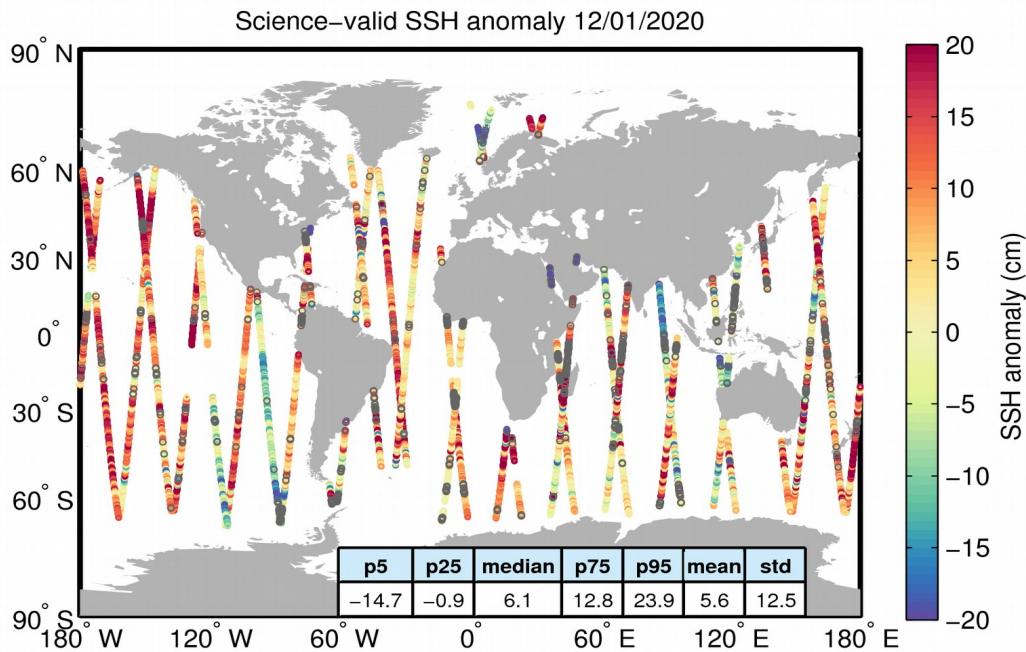 Science−valid SSH anomaly 12/01/2020
90° N
60° N
30° N
0°
30° S
60° S
90° S
180° W
120° W
60° W
0°
60° E
120° E
180° E
20
15
10
5
0
−5
−10
−15
−20
SSH anomaly (cm)
p5 p25 median p75 p95 mean std
−14.7 −0.9 6.1 12.8 23.9 5.6 12.5